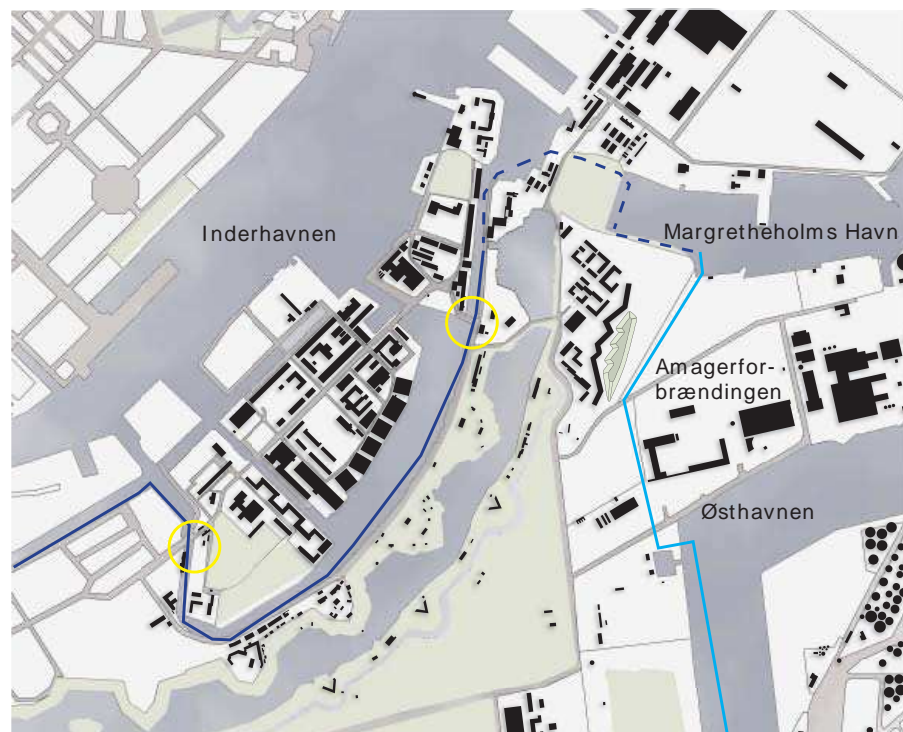 Inderhavnen
Margretheholms Havn
Amagerfor-
brændingen
Østhavnen